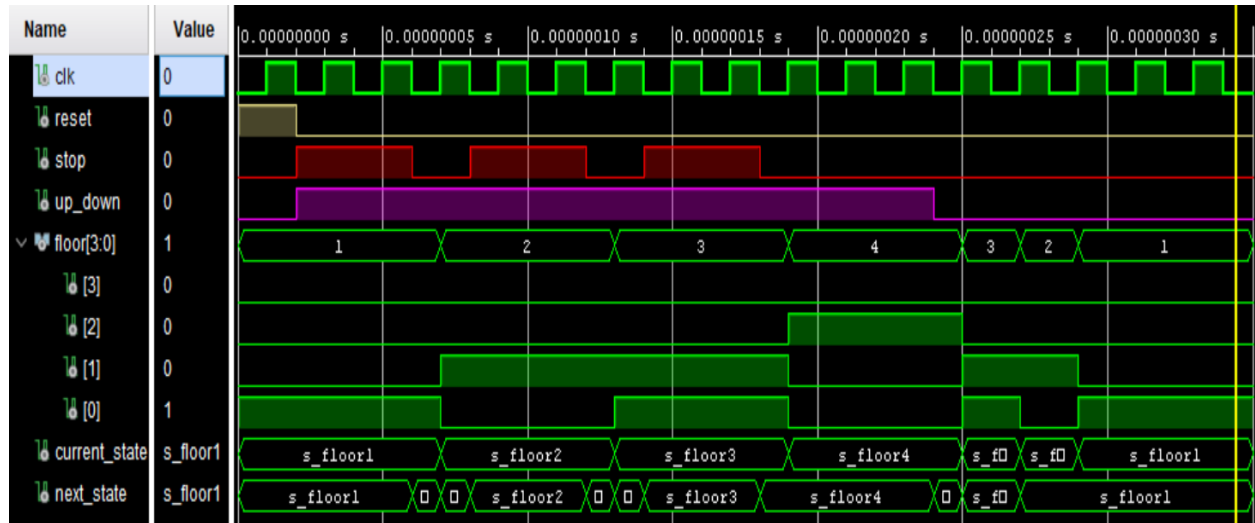 Name Value 0.00000000 s 0.00000005 s 0.00000010 s 0.00000015 s 0.00000020 s 0.00000025 s 0.00000030 s
clk 0
reset 0
stop 0
up_down 0
floor[3:0] 1 1 2 3 4 3 2 1
[3] 0
[2] 0
[1] 0
[0] 1
current_state s_floor1 s_floor1 s_floor2 s_floor3 s_floor4 s_f□ s_f□ s_floor1
next_state s_floor1 s_floor1 □ □ s_floor2 □ □ s_floor3 s_floor4 □ s_f□ s_floor1